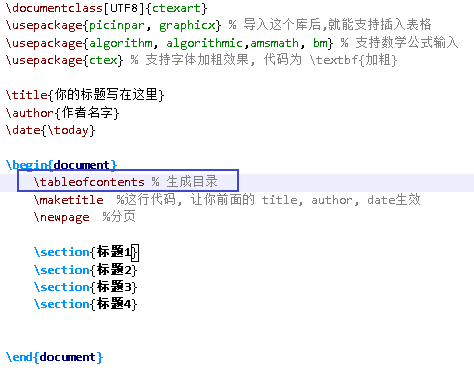 \documentclass[UTF8]{ctexart}
\usepackage{picinpar, graphicx} % 导入这个库后,就能支持插入表格
\usepackage{algorithm, algorithmic,amsmath, bm} % 支持数学公式输入
\usepackage{ctex} % 支持字体加粗效果, 代码为 \textbf{加粗}
\title{你的标题写在这里}
\author{作者名字}
\date{\today}
\begin{document}
\tableofcontents % 生成目录
\maketitle %这行代码, 让你前面的 title, author, date生效
\newpage %分页
\section{标题1}
\section{标题2}
\section{标题3}
\section{标题4}
\end{document}